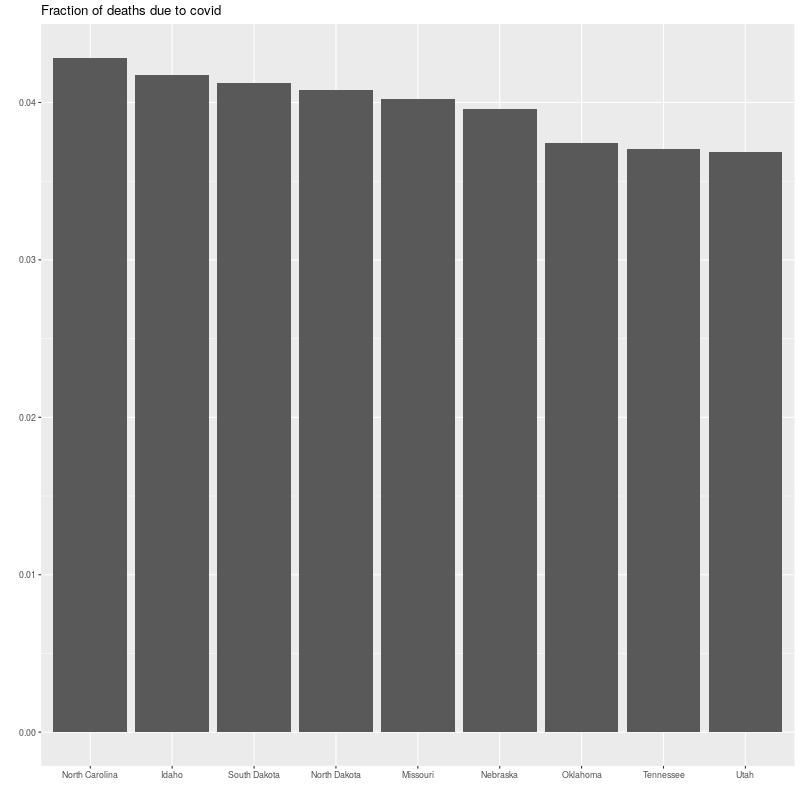 Fraction of deaths due to covid
0.04
0.03
0.02
0.01
0.00
North Carolina Idaho South Dakota North Dakota Missouri Nebraska Oklahoma Tennessee Utah